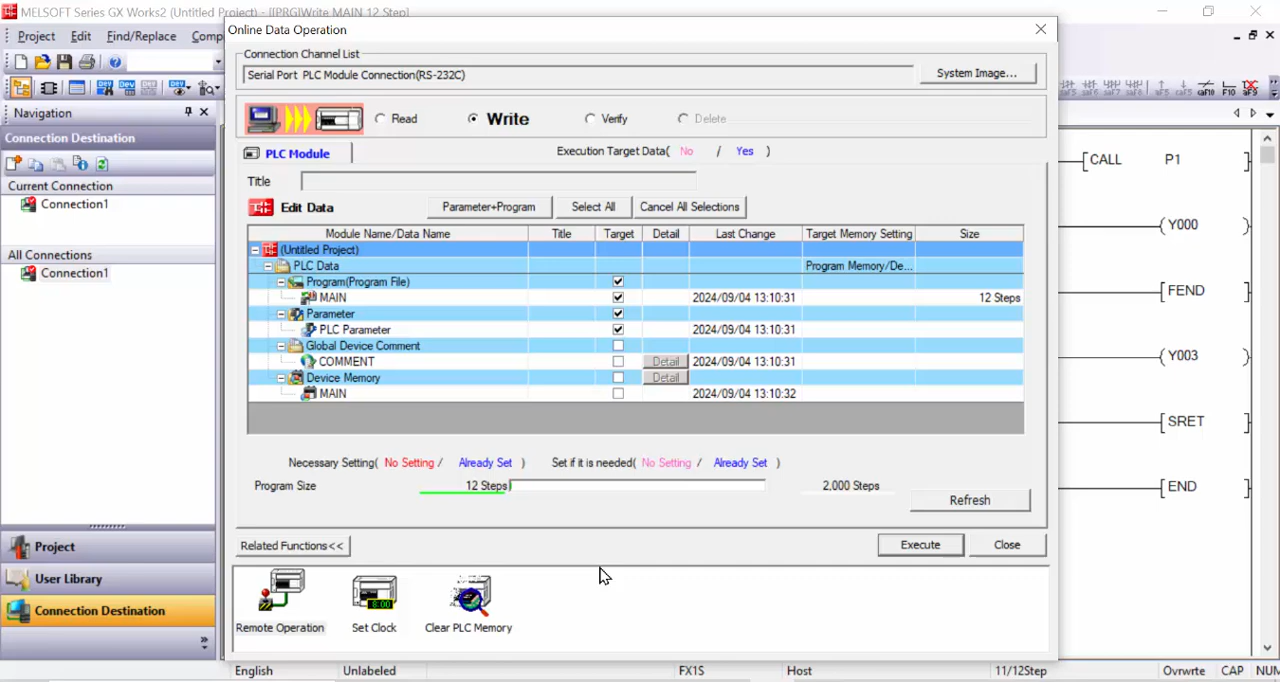 MELSOFT Series GX Works2 (Untitled Project) - [[PRG]Write MAIN 12 Step]
Project Edit Find/Replace Comp
Online Data Operation
Connection Channel List
Serial Port PLC Module Connection(RS-232C)
System Image...
Read
Write
Verify
Delete
PLC Module
Execution Target Data( No / Yes )
Title
Edit Data
Parameter+Program
Select All
Cancel All Selections
Module Name/Data Name Title Target Detail Last Change Target Memory Setting Size
(Untitled Project)
PLC Data Program Memory/De...
Program(Program File)
MAIN 2024/09/04 13:10:31 12 Steps
Parameter
PLC Parameter 2024/09/04 13:10:31
Global Device Comment
COMMENT Detail 2024/09/04 13:10:31
Device Memory Detail
MAIN 2024/09/04 13:10:32
Necessary Setting( No Setting / Already Set ) Set if it is needed( No Setting / Already Set )
Program Size 12 Steps 2,000 Steps
Refresh
Related Functions<<
Execute
Close
Remote Operation
Set Clock
Clear PLC Memory
Navigation
Connection Destination
Current Connection
Connection1
All Connections
Connection1
Project
User Library
Connection Destination
CALL P1
Y000
FEND
Y003
SRET
END
English Unlabeled FX1S Host 11/12Step Ovrwrte CAP NUM